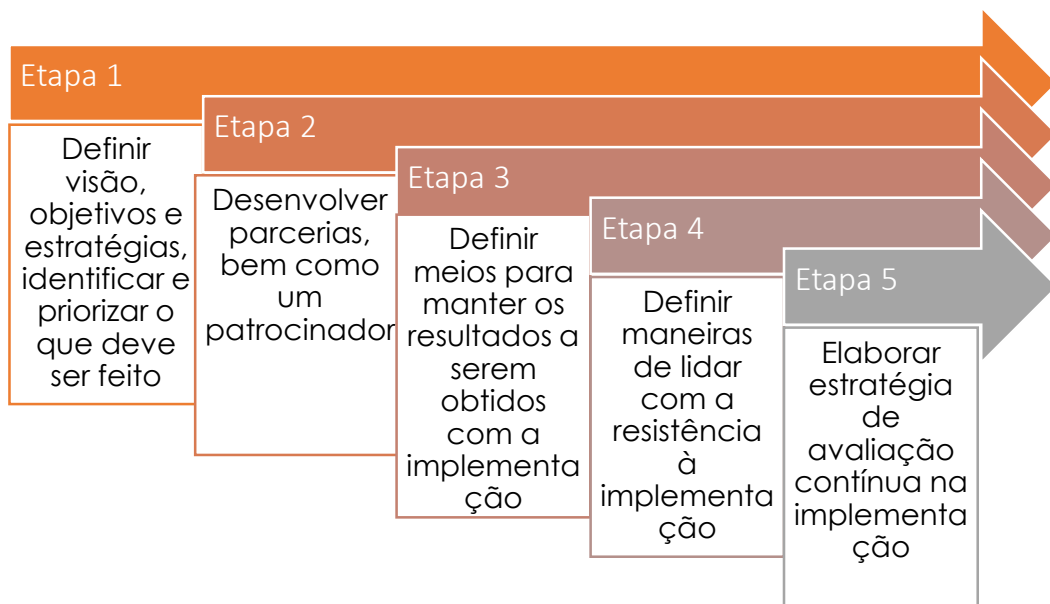 Etapa 1
Definir
visão,
objetivos e
estratégias,
identificar e
priorizar o
que deve
ser feito
Etapa 2
Desenvolver
parcerias,
bem como
um
patrocinador
Etapa 3
Definir
meios para
manter os
resultados a
serem
obtidos
com a
implementa
ção
Etapa 4
Definir
maneiras
de lidar
com a
resistência
à
implementa
ção
Etapa 5
Elaborar
estratégia
de
avaliação
contínua na
implementa
ção